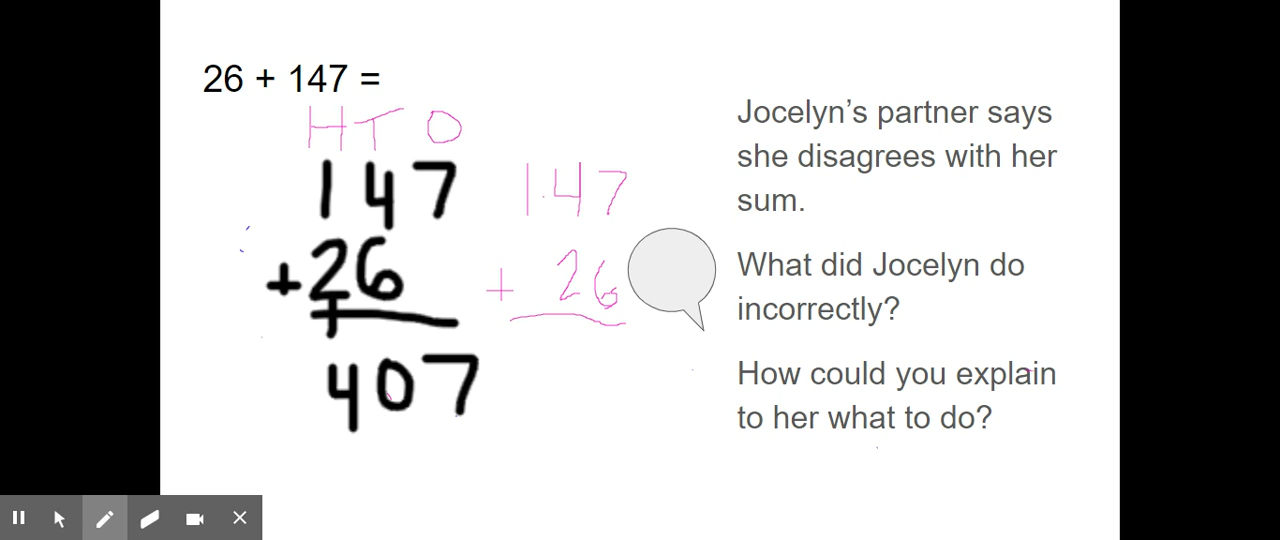 26 + 147 =
H T O
147
+26
407
147
+ 26
Jocelyn's partner says
she disagrees with her
sum.
What did Jocelyn do
incorrectly?
How could you explain
to her what to do?